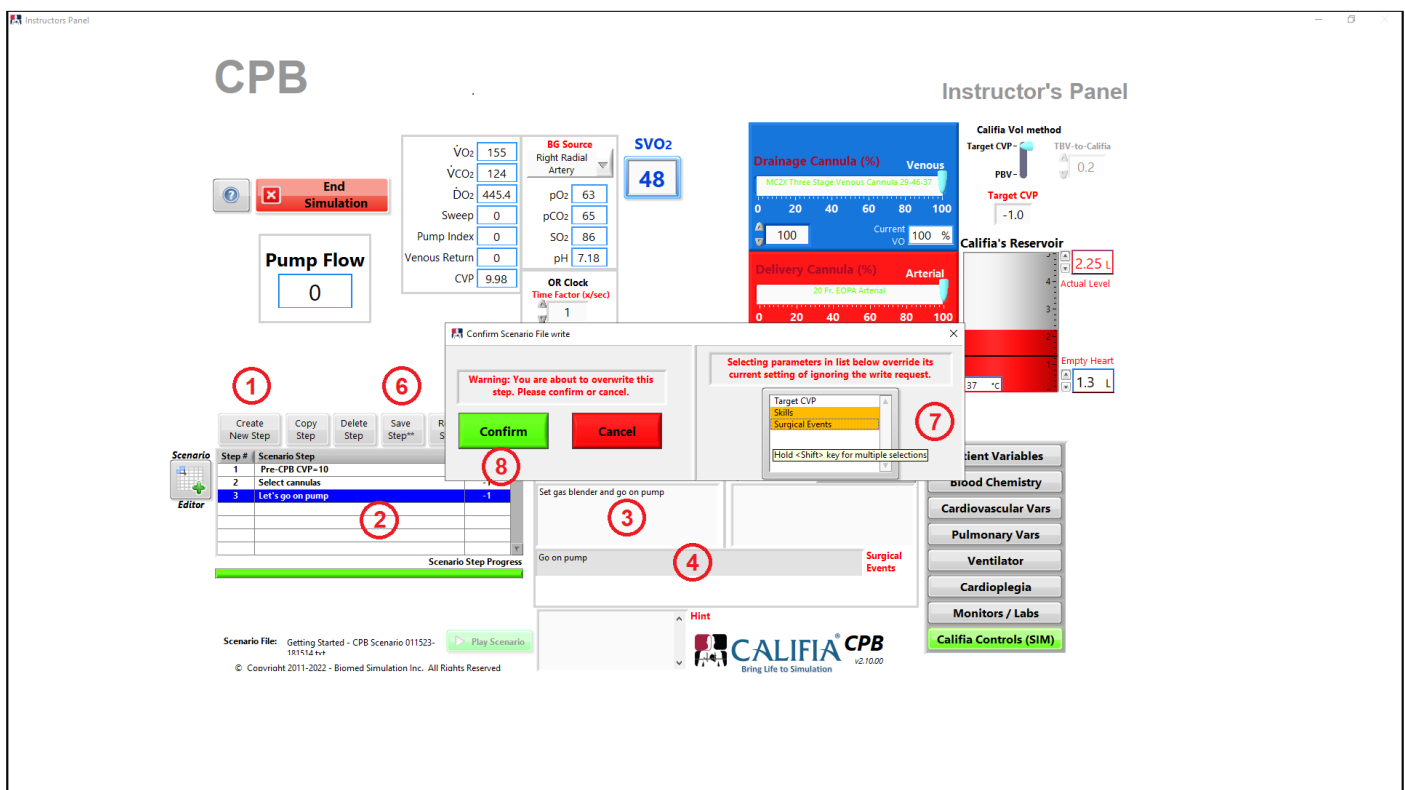 Instructors Panel
CPB
Instructor's Panel
V̇O2 155
V̇CO2 124
ḊO2 445.4
Sweep 0
Pump Index 0
Venous Return 0
CVP 9.98
BG Source
Right Radial
Artery
pO2 63
pCO2 65
SO2 86
pH 7.18
SVO2
48
End
Simulation
Pump Flow
0
OR Clock
Time Factor (x/sec)
1
Drainage Cannula (%) Venous
MC2X Three Stage Venous Cannula 29-46-37
0 20 40 60 80 100
100
Current
VO
100 %
Delivery Cannula (%) Arterial
20 Fr. EOPA Arterial
0 20 40 60 80 100
Califia Vol method
Target CVP-
PBV-
TBV-to-Califia
0.2
Target CVP
-1.0
Califia's Reservoir
2.25 L
Actual Level
4-
3-
2-
1-
Empty Heart
1.3 L
37 °C
Confirm Scenario File write
Warning: You are about to overwrite this
step. Please confirm or cancel.
Confirm
Cancel
Selecting parameters in list below override its
current setting of ignoring the write request.
Target CVP
Skills
Surgical Events
Hold <Shift> key for multiple selections
1
6
7
8
Create
New Step
Copy
Step
Delete
Step
Save
Step**
Scenario
Editor
Step # Scenario Step
1 Pre-CPB CVP=10
2 Select cannulas -1
3 Let's go on pump -1
2
Scenario Step Progress
Set gas blender and go on pump
3
Go on pump
4
Surgical
Events
Hint
Blood Chemistry
Cardiovascular Vars
Pulmonary Vars
Ventilator
Cardioplegia
Monitors / Labs
Califia Controls (SIM)
Scenario File: Getting Started - CPB Scenario 011523-
181514.txt
Play Scenario
© Copyright 2011-2022 - Biomed Simulation Inc. All Rights Reserved
CALIFIA® CPB
Bring Life to Simulation
v2.10.00